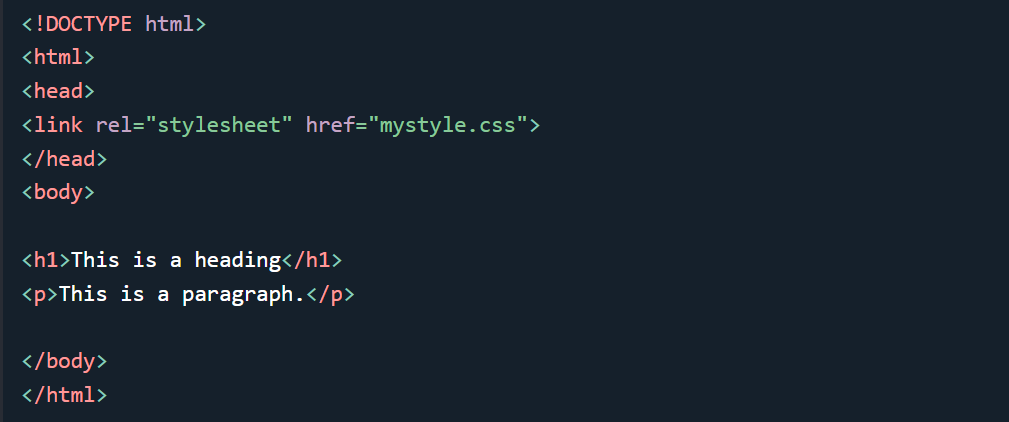 <!DOCTYPE html>
<html>
<head>
<link rel="stylesheet" href="mystyle.css">
</head>
<body>
<h1>This is a heading</h1>
<p>This is a paragraph.</p>
</body>
</html>